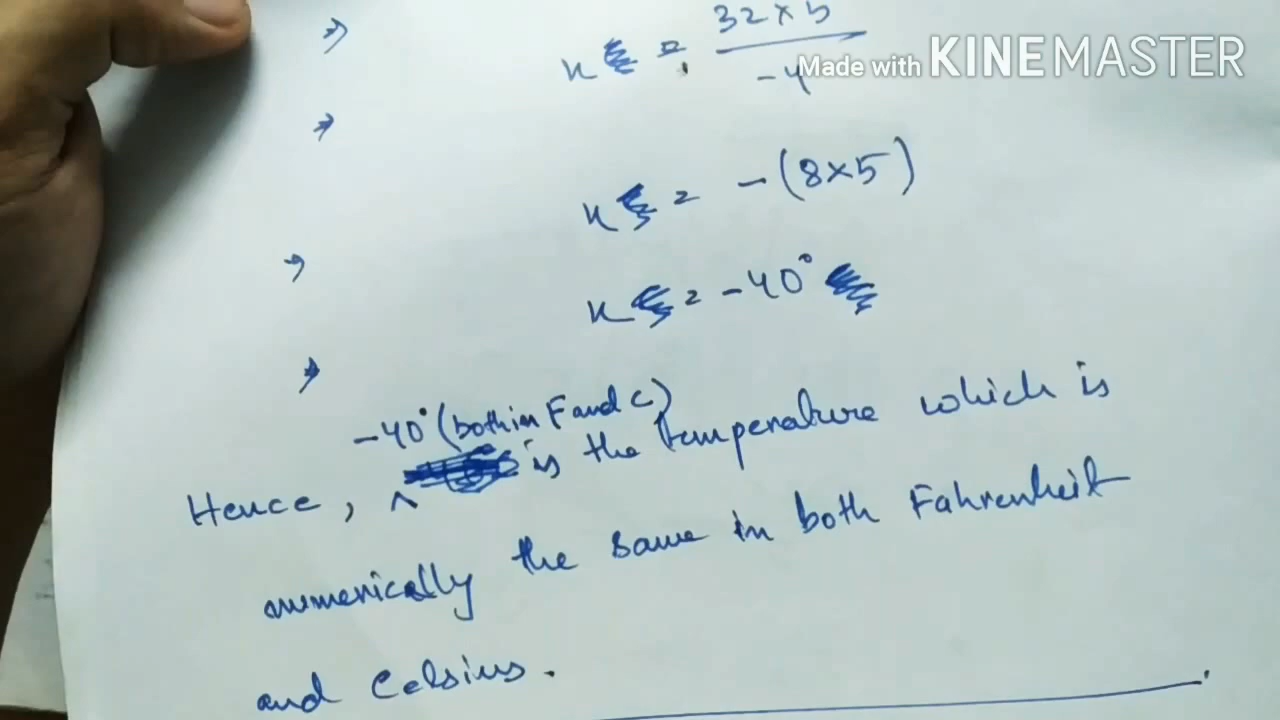 ⇒ x = 32 × 5
Made with KINEMASTER
-4
⇒
x = - (8×5)
⇒ x = -40°
⇒
-40° (both in F and C)
Hence, ^ is the temperature which is
numerically the same in both Fahrenheit
and Celsius.